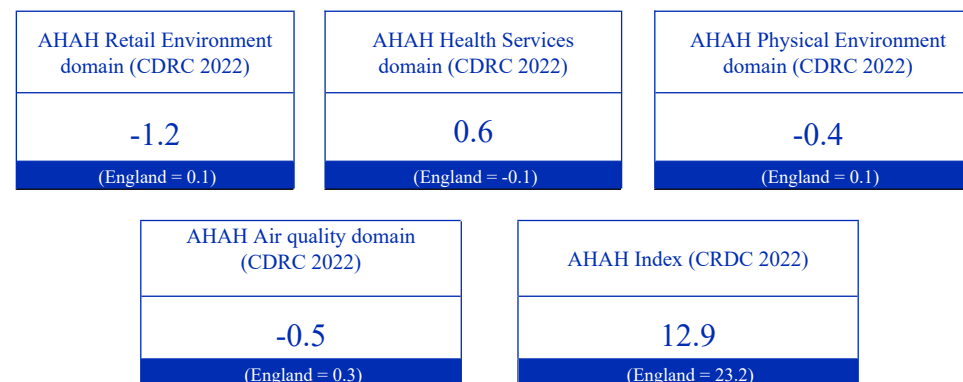 AHAH Retail Environment
domain (CDRC 2022)
-1.2
(England = 0.1)
AHAH Health Services
domain (CDRC 2022)
0.6
(England = -0.1)
AHAH Physical Environment
domain (CDRC 2022)
-0.4
(England = 0.1)
AHAH Air quality domain
(CDRC 2022)
-0.5
(England = 0.3)
AHAH Index (CRDC 2022)
12.9
(England = 23.2)